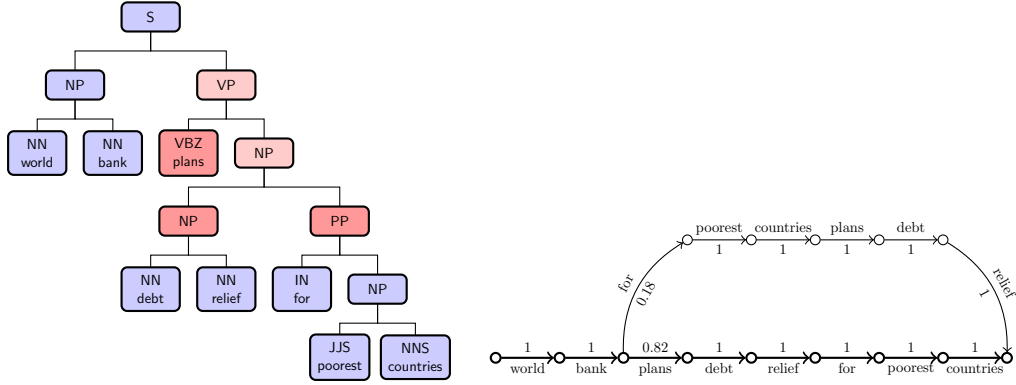 S
NP
VP
NN
world
NN
bank
VBZ
plans
NP
NP
PP
NN
debt
NN
relief
IN
for
NP
JJS
poorest
NNS
countries
poorest
countries
plans
debt
1
1
1
1
for
0.18
relief
1
1
1
0.82
1
1
1
1
1
world
bank
plans
debt
relief
for
poorest
countries